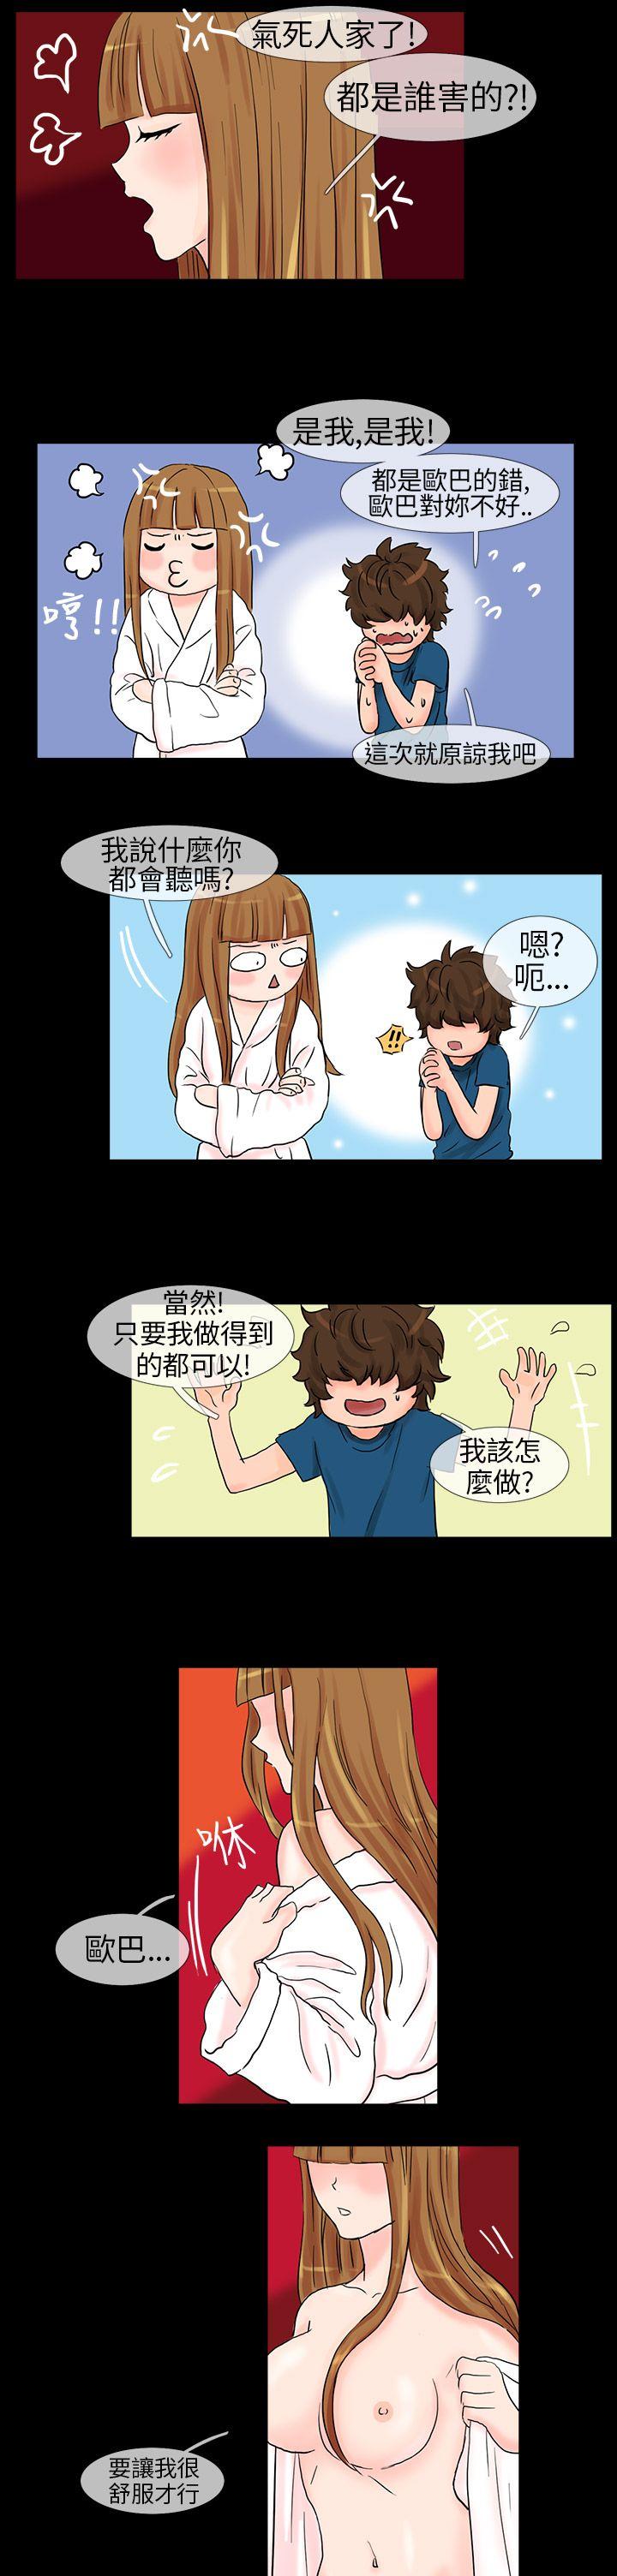 氣死人家了!
都是誰害的?!
是我,是我!
都是歐巴的錯,
歐巴對妳不好..
哼!!
這次就原諒我吧
我說什麼你
都會聽嗎?
嗯?
呃...
!!
當然!
只要我做得到
的都可以!
我該怎
麼做?
咻
歐巴...
要讓我很
舒服才行